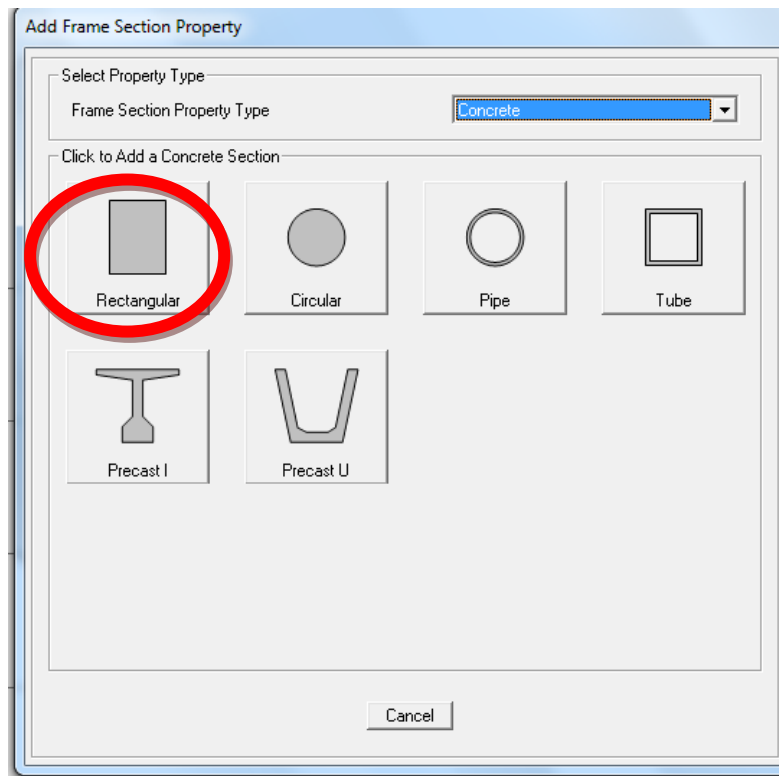 Add Frame Section Property
Select Property Type
Frame Section Property Type
Concrete
Click to Add a Concrete Section
Rectangular
Circular
Pipe
Tube
Precast I
Precast U
Cancel